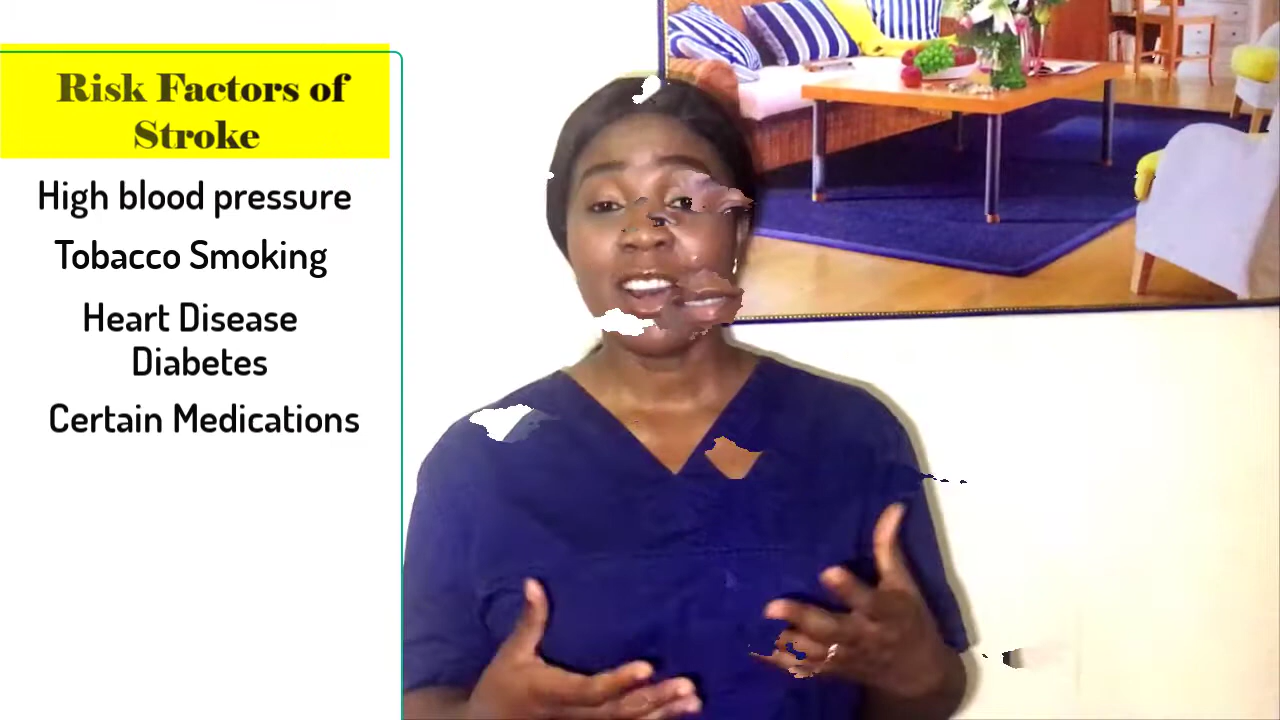 Risk Factors of
Stroke
High blood pressure
Tobacco Smoking
Heart Disease
Diabetes
Certain Medications